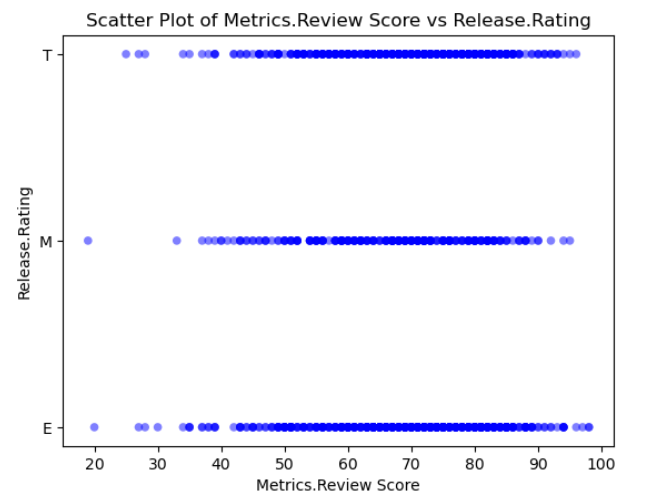 Scatter Plot of Metrics.Review Score vs Release.Rating
T
M
E
Release.Rating
20 30 40 50 60 70 80 90 100
Metrics.Review Score